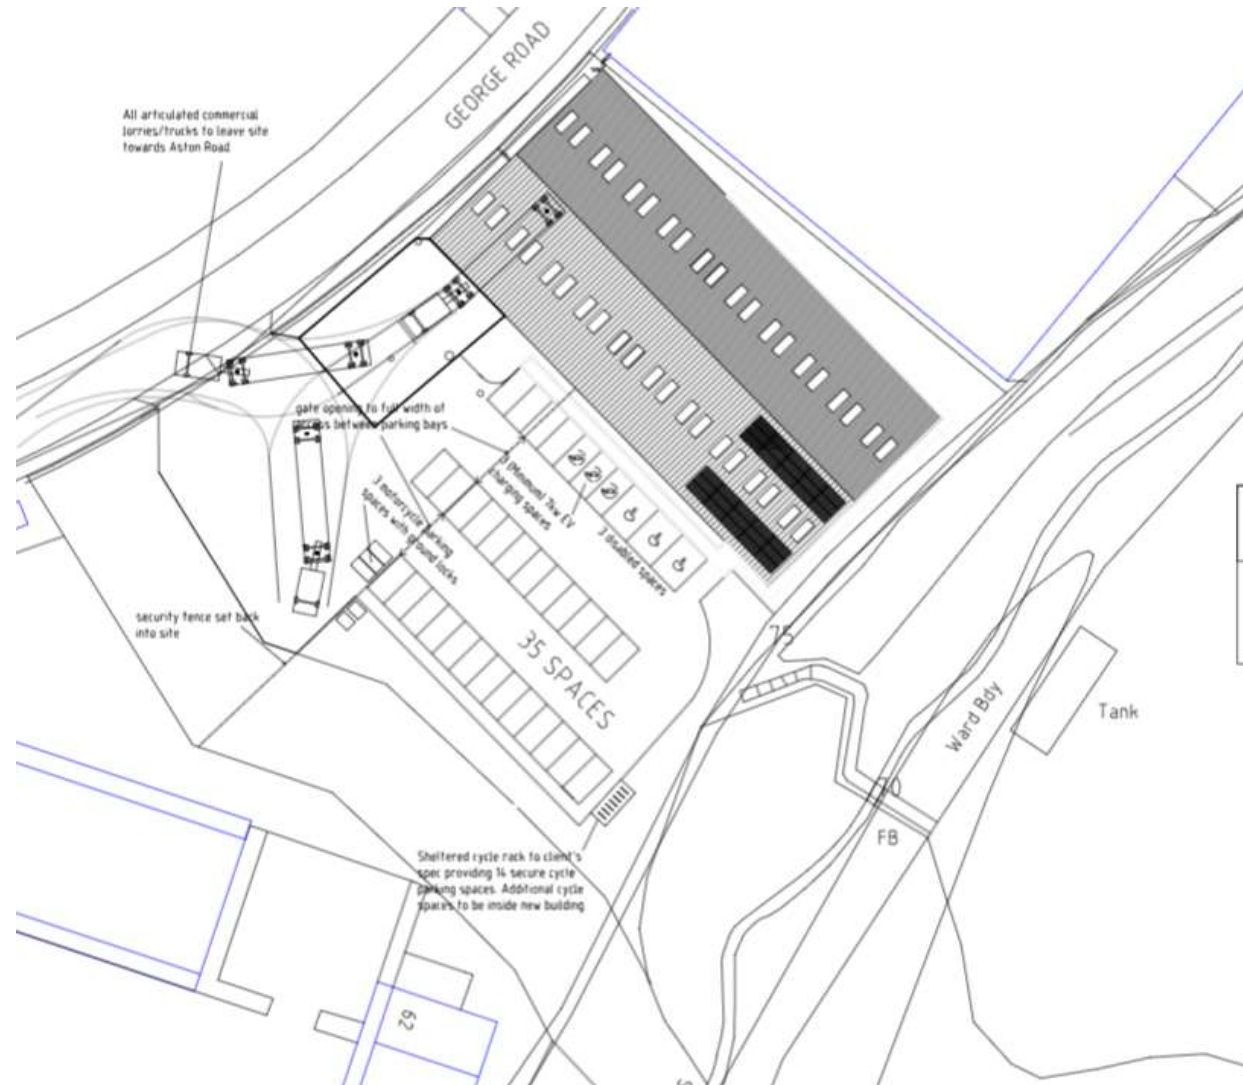 GEORGE ROAD
All articulated commercial
lorries/trucks to leave site
towards Aston Road
gate opening to full width of
access between parking bays
3 (Minimum) 7kw EV
charging spaces
3 motorcycle parking
spaces with ground locks
3 disabled spaces
security fence set back
into site
35 SPACES
75
Tank
Ward Bdy
70
FB
Sheltered cycle rack to client's
spec providing 14 secure cycle
parking spaces. Additional cycle
spaces to be inside new building
62